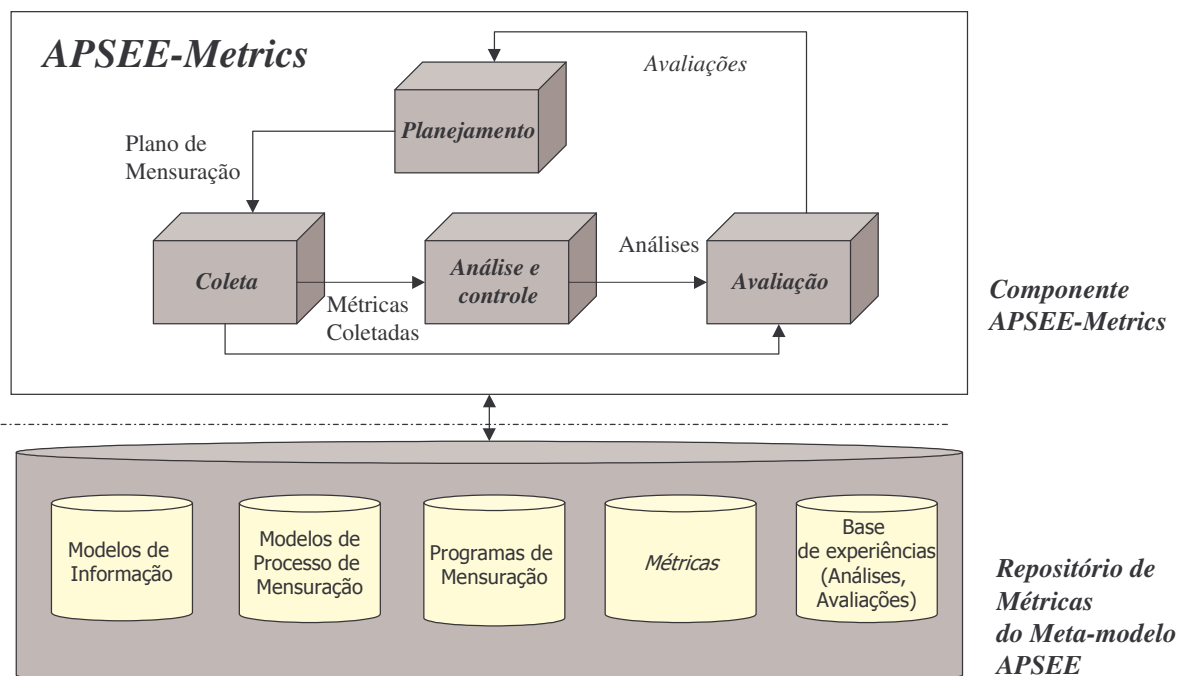 APSEE-Metrics
Avaliações
Planejamento
Plano de
Mensuração
Coleta
Métricas
Coletadas
Análise e
controle
Análises
Avaliação
Componente
APSEE-Metrics
Modelos de
Informação
Modelos de
Processo de
Mensuração
Programas de
Mensuração
Métricas
Base
de experiências
(Análises,
Avaliações)
Repositório de
Métricas
do Meta-modelo
APSEE